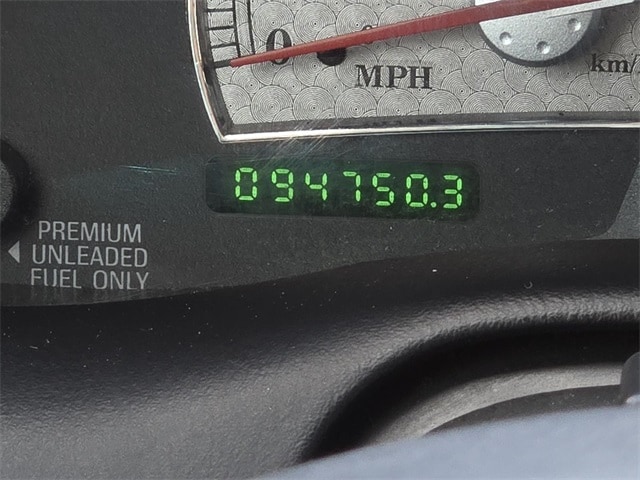 0
MPH
km/
094750.3
PREMIUM
UNLEADED
FUEL ONLY